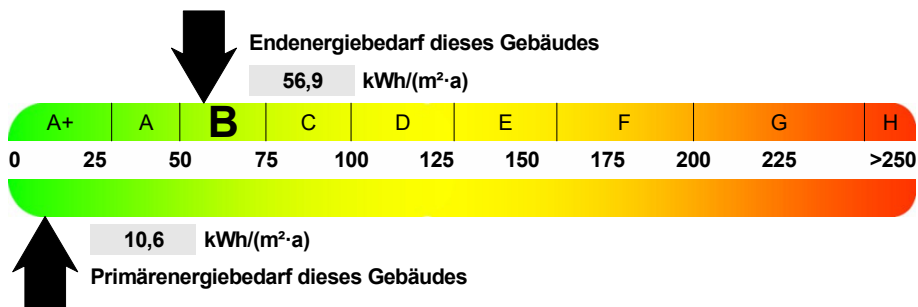 Endenergiebedarf dieses Gebäudes
56,9 kWh/(m²·a)
A+ A B C D E F G H
0 25 50 75 100 125 150 175 200 225 >250
10,6 kWh/(m²·a)
Primärenergiebedarf dieses Gebäudes